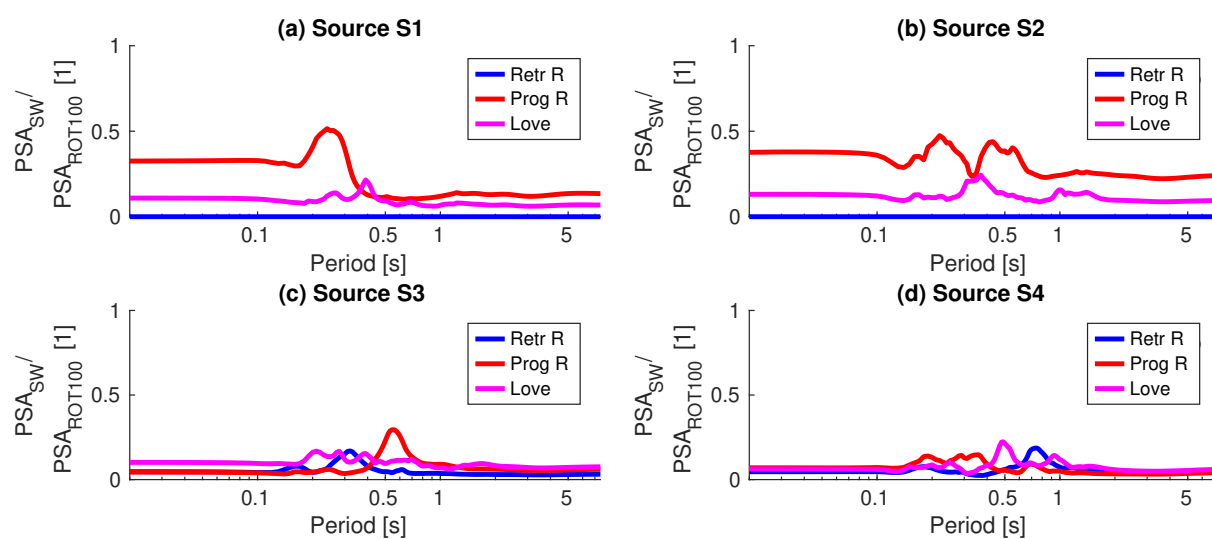 (a) Source S1
PSA_SW/
PSA_ROT100 [1]
1
0.5
0
Retr R
Prog R
Love
0.1
0.5
1
5
Period [s]
(b) Source S2
PSA_SW/
PSA_ROT100 [1]
1
0.5
0
Retr R
Prog R
Love
0.1
0.5
1
5
Period [s]
(c) Source S3
PSA_SW/
PSA_ROT100 [1]
1
0.5
0
Retr R
Prog R
Love
0.1
0.5
1
5
Period [s]
(d) Source S4
PSA_SW/
PSA_ROT100 [1]
1
0.5
0
Retr R
Prog R
Love
0.1
0.5
1
5
Period [s]